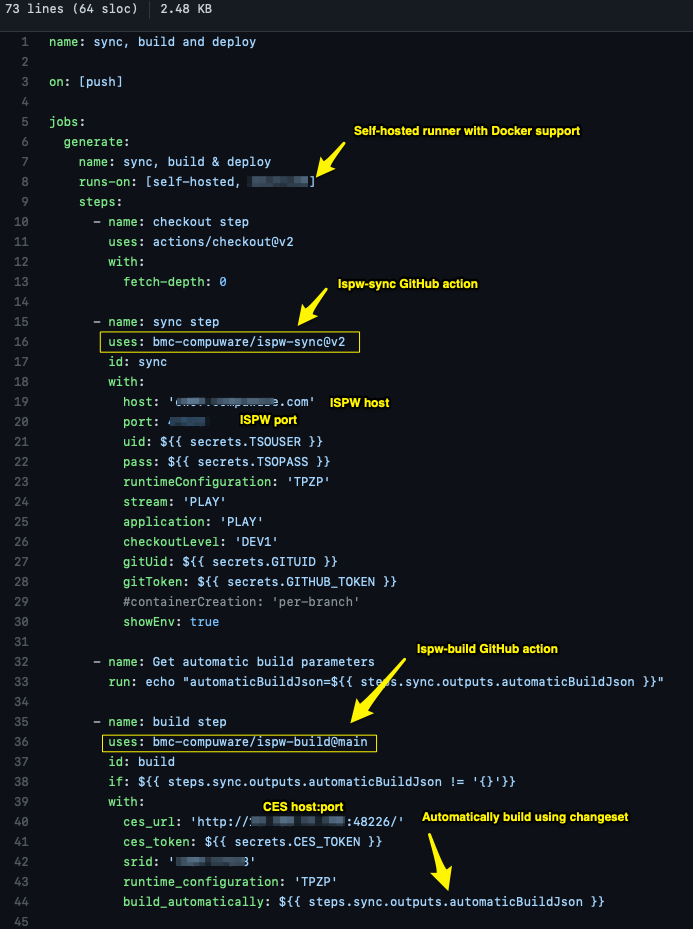 73 lines (64 sloc) 2.48 KB
1 name: sync, build and deploy
2
3 on: [push]
4
5 jobs:
Self-hosted runner with Docker support
6 generate:
7 name: sync, build & deploy
8 runs-on: [self-hosted, ]
9 steps:
10 - name: checkout step
11 uses: actions/checkout@v2
12 with:
13 fetch-depth: 0
Ispw-sync GitHub action
14
15 - name: sync step
16 uses: bmc-compuware/ispw-sync@v2
17 id: sync
18 with:
19 host: ' .com' ISPW host
20 port: ISPW port
21 uid: ${{ secrets.TSOUSER }}
22 pass: ${{ secrets.TSOPASS }}
23 runtimeConfiguration: 'TPZP'
24 stream: 'PLAY'
25 application: 'PLAY'
26 checkoutLevel: 'DEV1'
27 gitUid: ${{ secrets.GITUID }}
28 gitToken: ${{ secrets.GITHUB_TOKEN }}
29 #containerCreation: 'per-branch'
30 showEnv: true
31
Ispw-build GitHub action
32 - name: Get automatic build parameters
33 run: echo "automaticBuildJson=${{ steps.sync.outputs.automaticBuildJson }}"
34
35 - name: build step
36 uses: bmc-compuware/ispw-build@main
37 id: build
38 if: ${{ steps.sync.outputs.automaticBuildJson != '{}'}}
39 with:
CES host:port
40 ces_url: 'http:// :48226/'
Automatically build using changeset
41 ces_token: ${{ secrets.CES_TOKEN }}
42 srid: ' '
43 runtime_configuration: 'TPZP'
44 build_automatically: ${{ steps.sync.outputs.automaticBuildJson }}
45